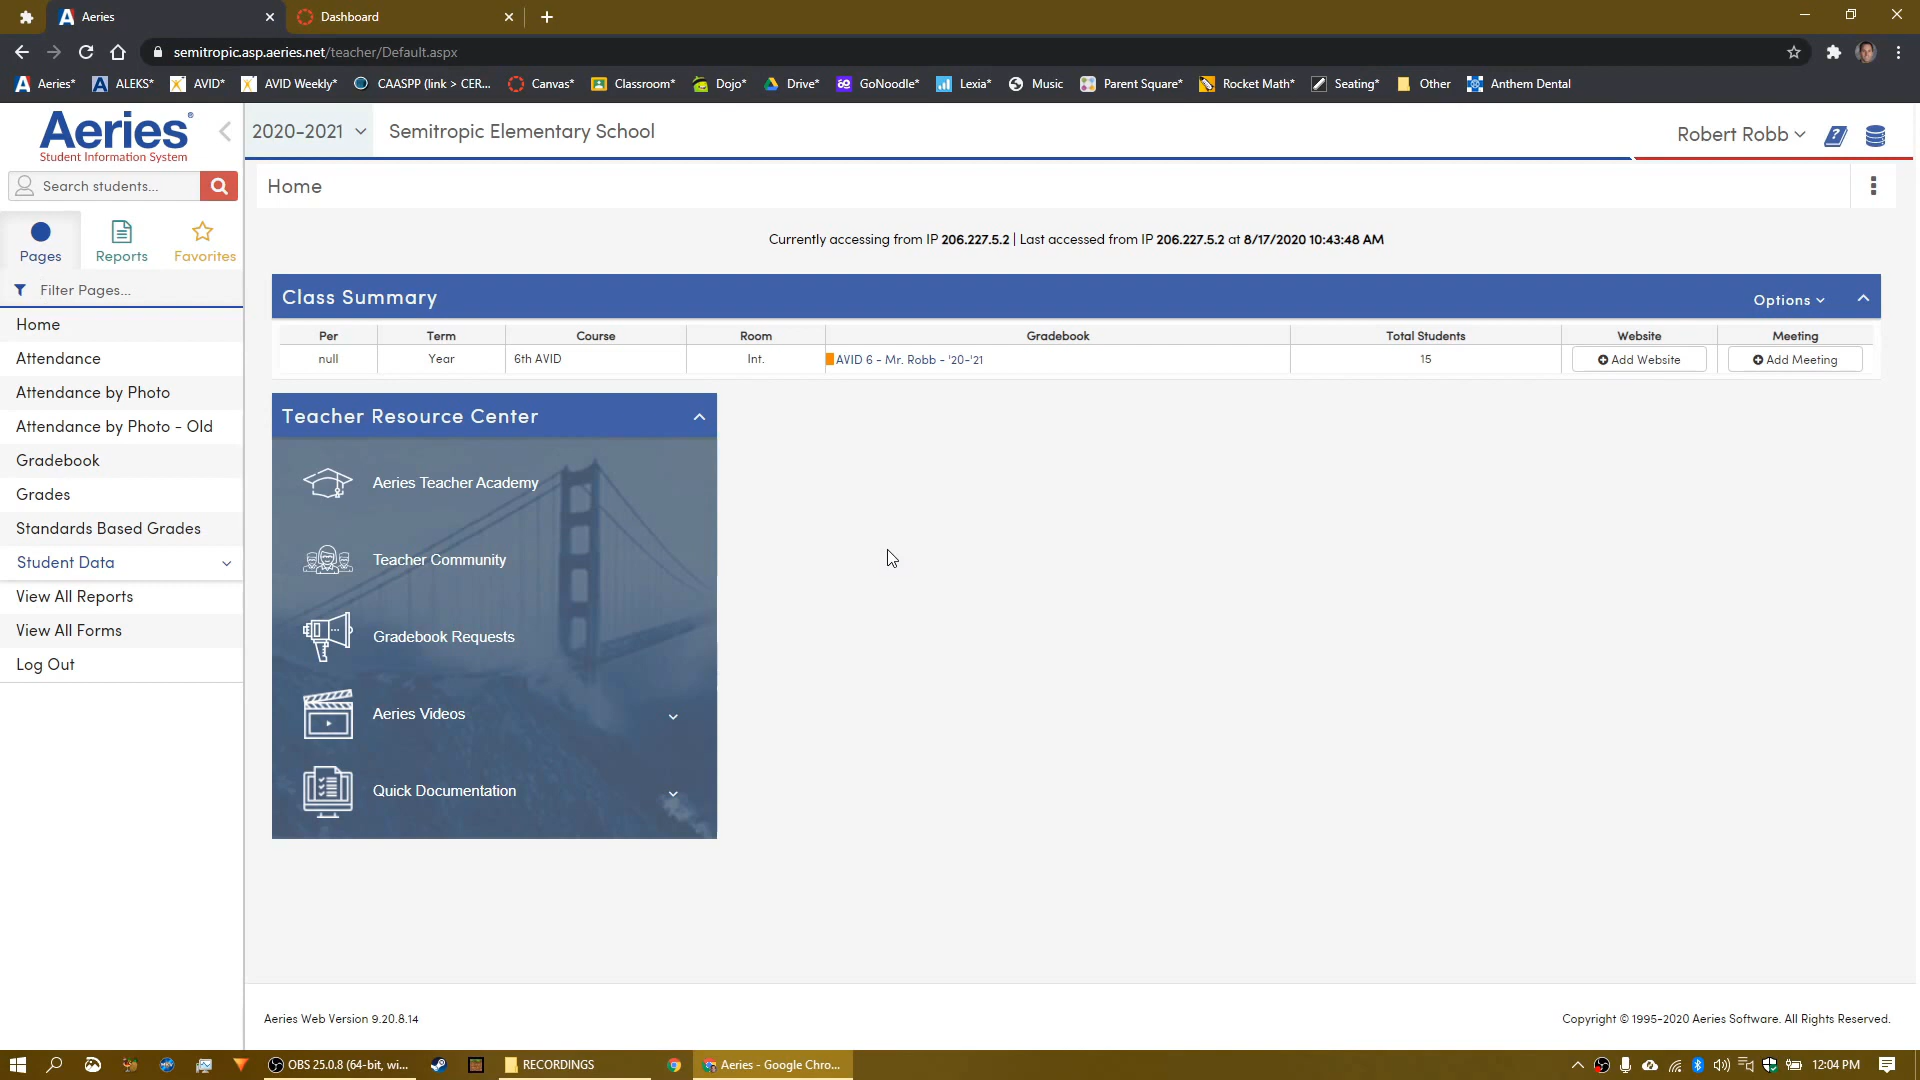 Aeries
Dashboard
semitropic.asp.aeries.net/teacher/Default.aspx
Aeries* ALEKS* AVID* AVID Weekly* CAASPP (link > CER... Canvas* Classroom* Dojo* Drive* GoNoodle* Lexia* Music Parent Square* Rocket Math* Seating* Other Anthem Dental
Aeries®
Student Information System
2020-2021
Semitropic Elementary School
Robert Robb
Search students...
Home
Pages
Reports
Favorites
Filter Pages...
Home
Attendance
Attendance by Photo
Attendance by Photo - Old
Gradebook
Grades
Standards Based Grades
Student Data
View All Reports
View All Forms
Log Out
Currently accessing from IP 206.227.5.2 | Last accessed from IP 206.227.5.2 at 8/17/2020 10:43:48 AM
Class Summary
Options
Per Term Course Room Gradebook Total Students Website Meeting
null Year 6th AVID Int. AVID 6 - Mr. Robb - '20-'21 15 Add Website Add Meeting
Teacher Resource Center
Aeries Teacher Academy
Teacher Community
Gradebook Requests
Aeries Videos
Quick Documentation
Aeries Web Version 9.20.8.14
Copyright © 1995-2020 Aeries Software. All Rights Reserved.
OBS 25.0.8 (64-bit, wi...
RECORDINGS
Aeries - Google Chro...
12:04 PM